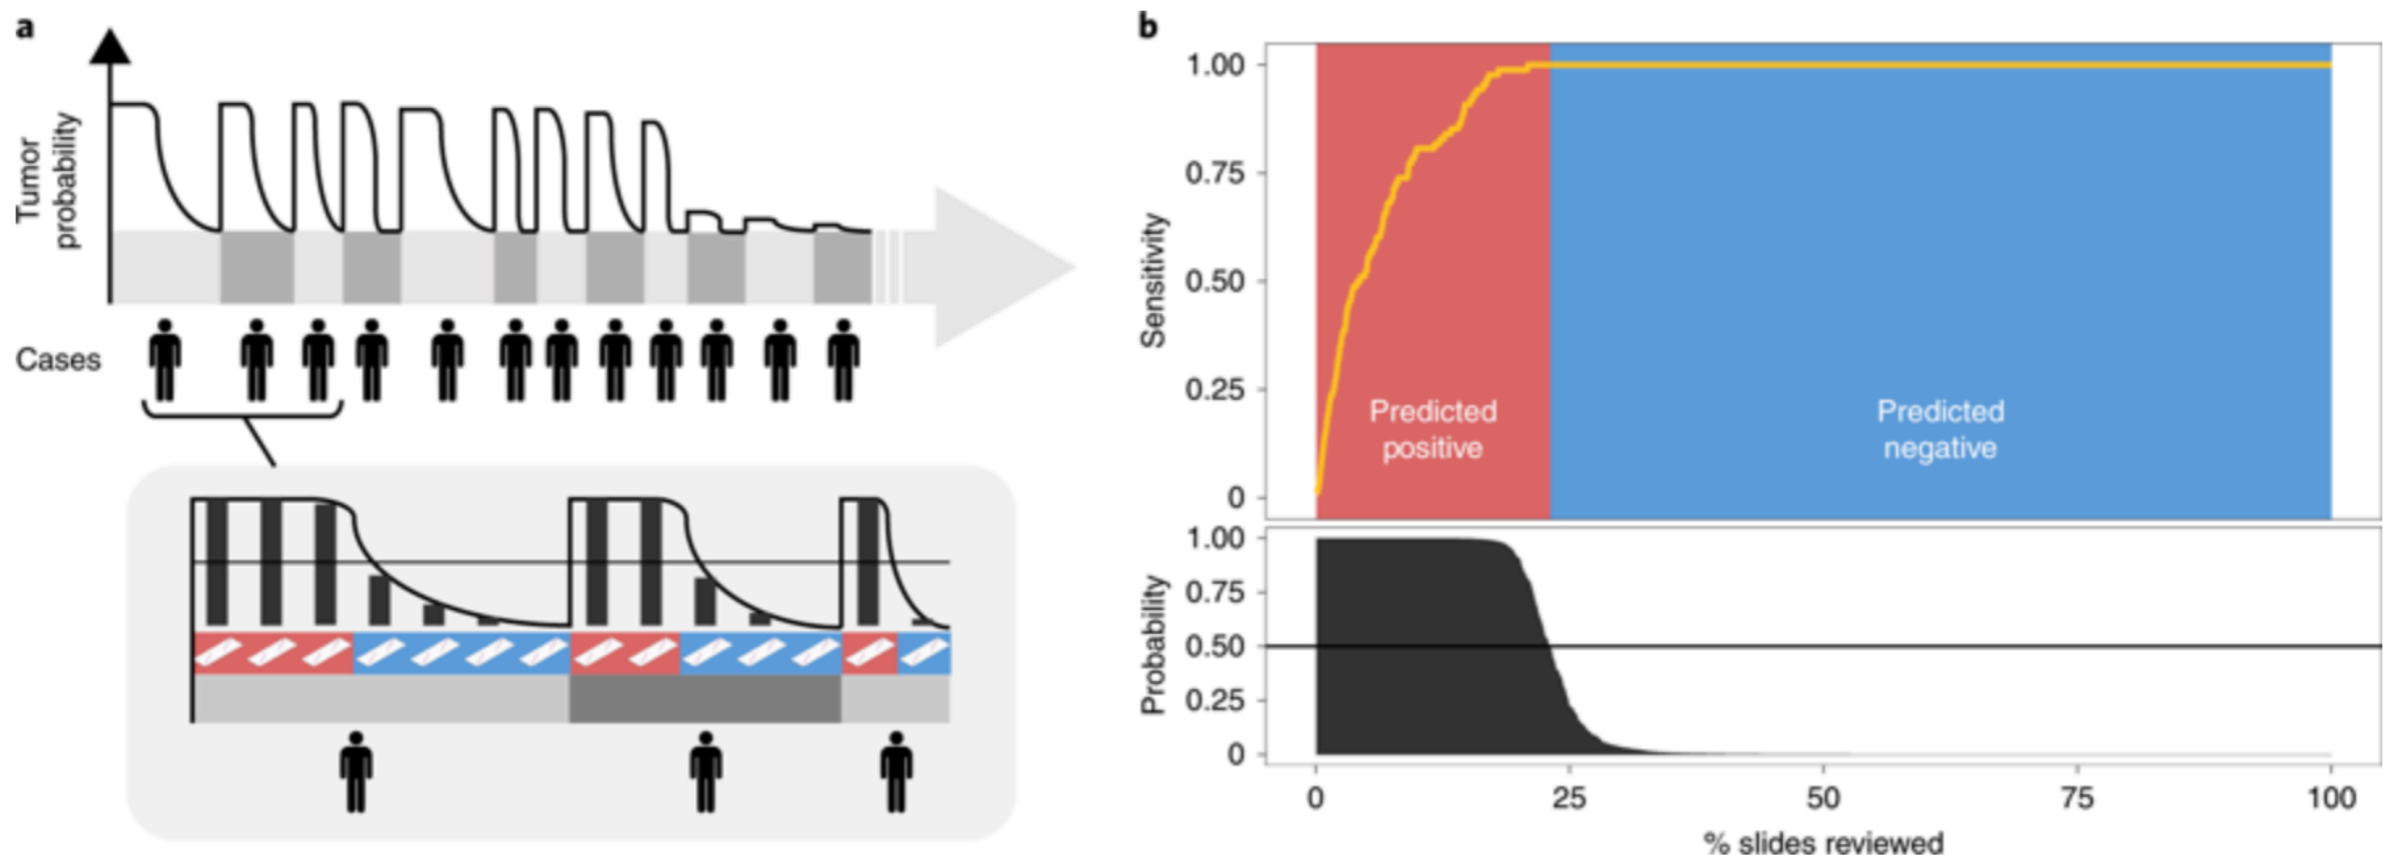 a
Tumor
probability
Cases
b
1.00
0.75
0.50
0.25
0
Sensitivity
Predicted
positive
Predicted
negative
1.00
0.75
0.50
0.25
0
Probability
0 25 50 75 100
% slides reviewed